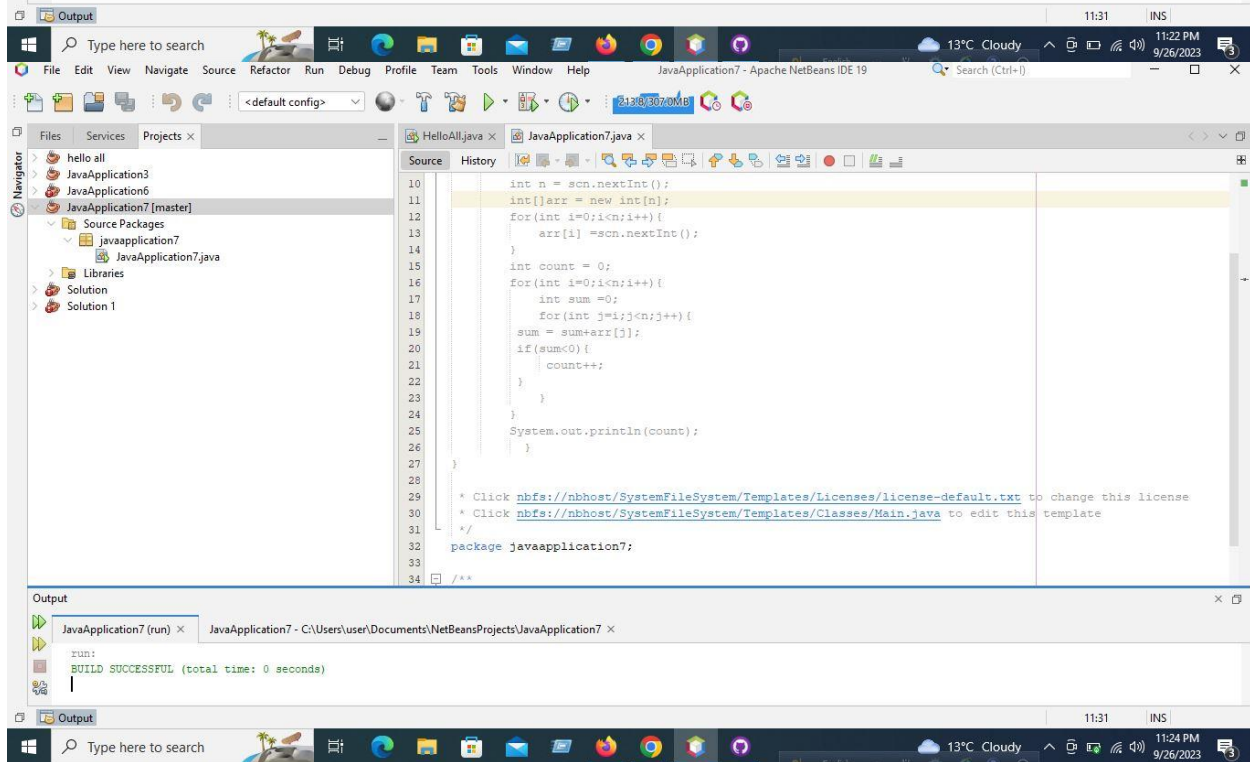 Output
11:31 INS
Type here to search
13°C Cloudy
11:22 PM
9/26/2023
3
File Edit View Navigate Source Refactor Run Debug Profile Team Tools Window Help
JavaApplication7 - Apache NetBeans IDE 19
Search (Ctrl+I)
<default config>
213.8/307.0MB
Files Services Projects
HelloAll.java JavaApplication7.java
Navigator
hello all
JavaApplication3
JavaApplication6
JavaApplication7 [master]
Source Packages
javaapplication7
JavaApplication7.java
Libraries
Solution
Solution 1
Source History
10 int n = scn.nextInt();
11 int[]arr = new int[n];
12 for(int i=0;i<n;i++){
13 arr[i] =scn.nextInt();
14 }
15 int count = 0;
16 for(int i=0;i<n;i++){
17 int sum =0;
18 for(int j=i;j<n;j++){
19 sum = sum+arr[j];
20 if(sum<0){
21 count++;
22 }
23 }
24 }
25 System.out.println(count);
26 }
27 }
28
29 * Click nbfs://nbhost/SystemFileSystem/Templates/Licenses/license-default.txt to change this license
30 * Click nbfs://nbhost/SystemFileSystem/Templates/Classes/Main.java to edit this template
31 */
32 package javaapplication7;
33
34 /**
Output
JavaApplication7 (run) JavaApplication7 - C:\Users\user\Documents\NetBeansProjects\JavaApplication7
run:
BUILD SUCCESSFUL (total time: 0 seconds)
Output
11:31 INS
Type here to search
13°C Cloudy
11:24 PM
9/26/2023
3